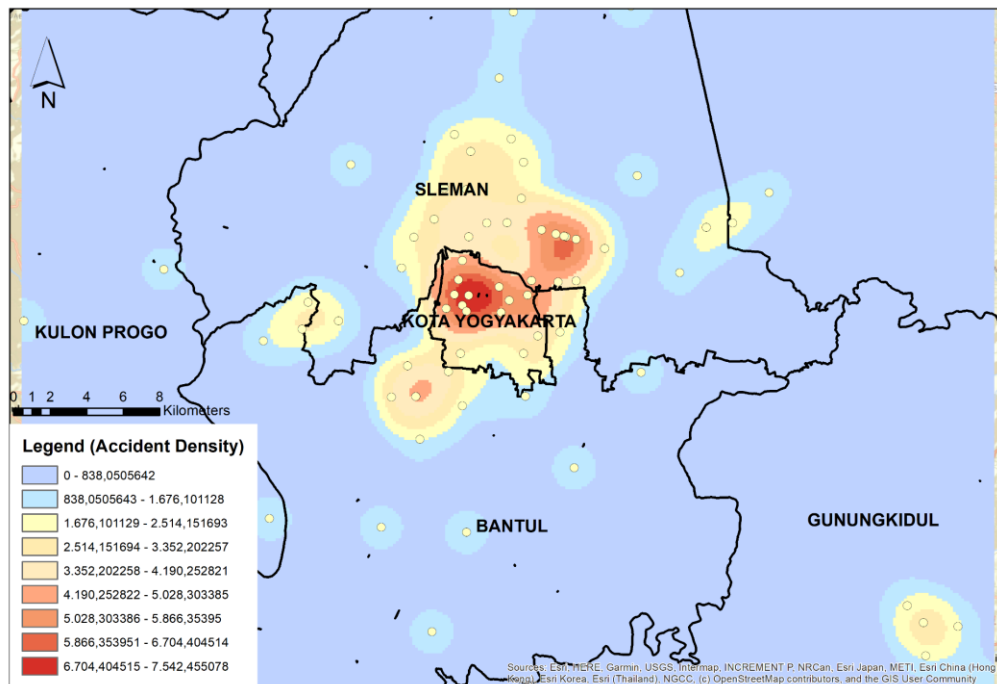 N
SLEMAN
KOTA YOGYAKARTA
KULON PROGO
0 1 2 4 6 8
Kilometers
BANTUL
GUNUNGKIDUL
Legend (Accident Density)
0 - 838,0505642
838,0505643 - 1.676,101128
1.676,101129 - 2.514,151693
2.514,151694 - 3.352,202257
3.352,202258 - 4.190,252821
4.190,252822 - 5.028,303385
5.028,303386 - 5.866,35395
5.866,353951 - 6.704,404514
6.704,404515 - 7.542,455078
Sources: Esri, HERE, Garmin, USGS, Intermap, INCREMENT P, NRCan, Esri Japan, METI, Esri China (Hong
Kong), Esri Korea, Esri (Thailand), NGCC, (c) OpenStreetMap contributors, and the GIS User Community